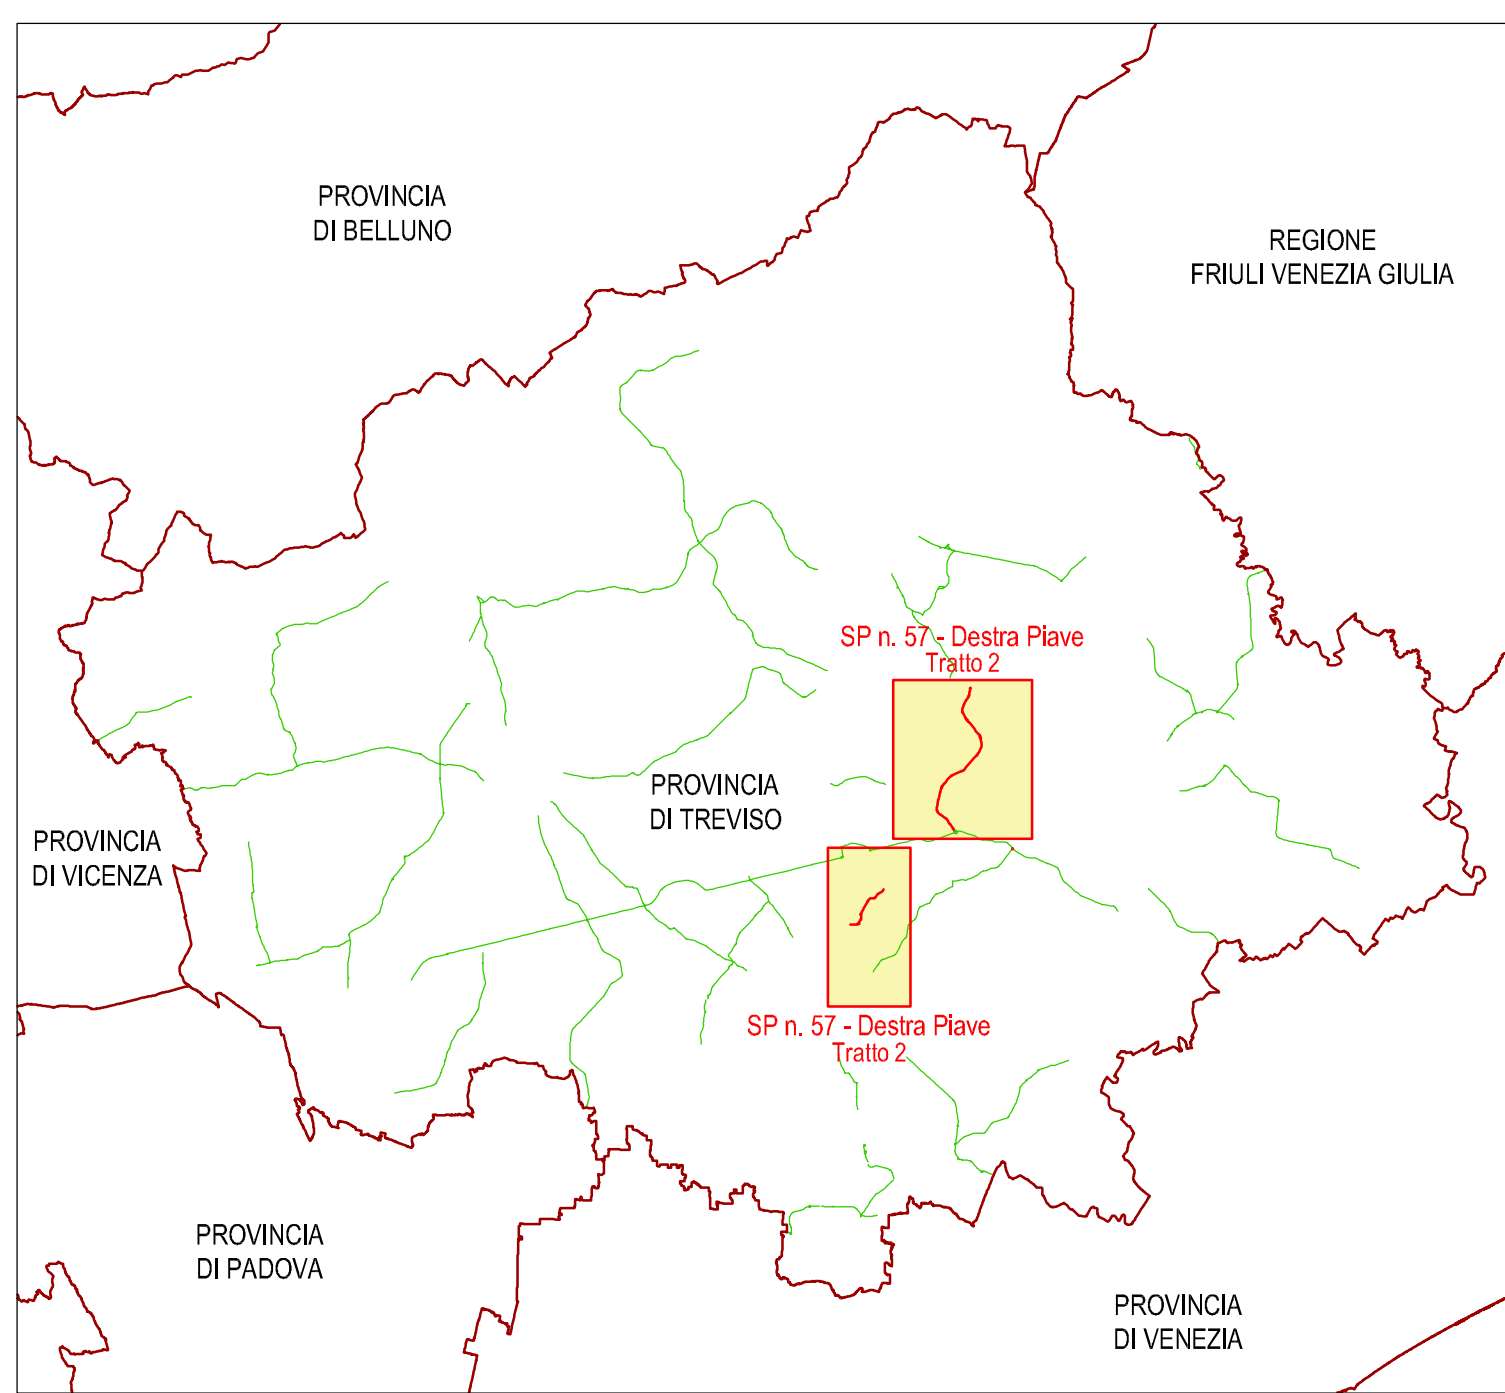 PROVINCIA
DI BELLUNO
REGIONE
FRIULI VENEZIA GIULIA
SP n. 57 - Destra Piave
Tratto 2
PROVINCIA
DI TREVISO
PROVINCIA
DI VICENZA
SP n. 57 - Destra Piave
Tratto 2
PROVINCIA
DI PADOVA
PROVINCIA
DI VENEZIA